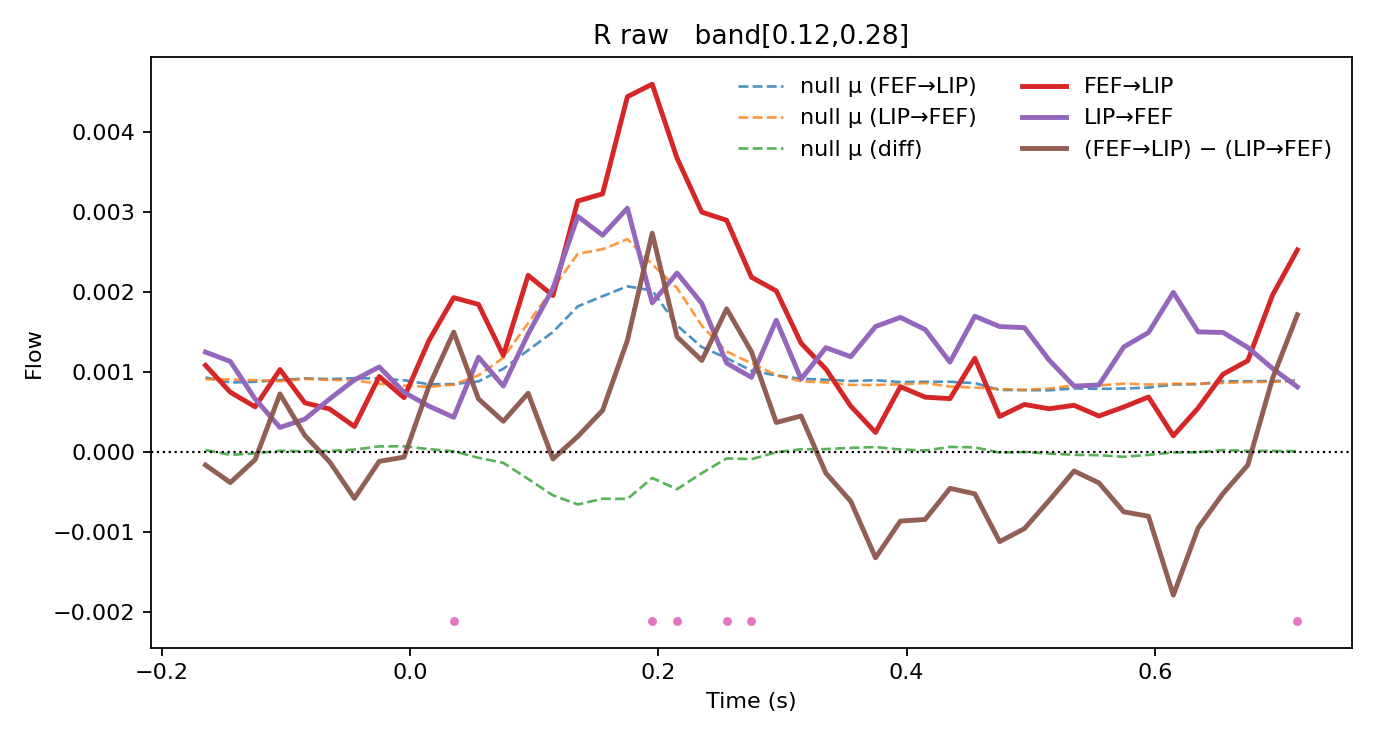 R raw   band[0.12,0.28]
null μ (FEF→LIP)
null μ (LIP→FEF)
null μ (diff)
FEF→LIP
LIP→FEF
(FEF→LIP) − (LIP→FEF)
Flow
0.004
0.003
0.002
0.001
0.000
−0.001
−0.002
−0.2
0.0
0.2
0.4
0.6
Time (s)